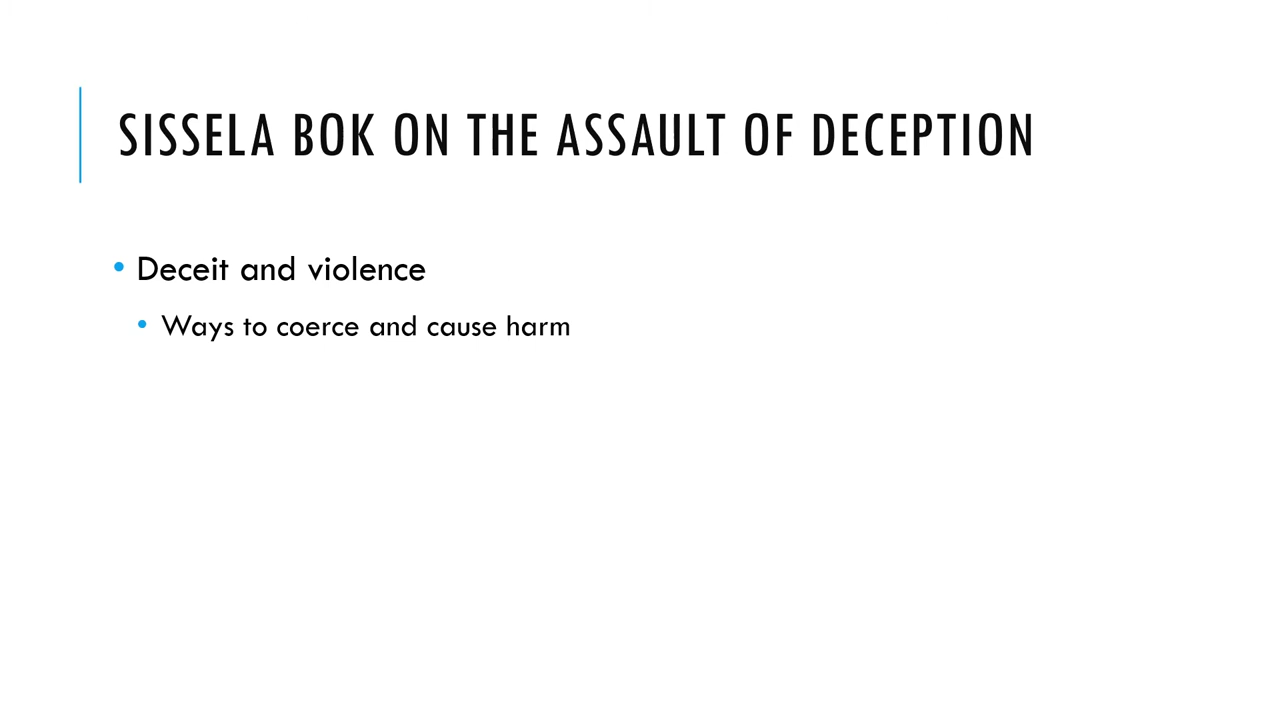 SISSELA BOK ON THE ASSAULT OF DECEPTION
• Deceit and violence
• Ways to coerce and cause harm